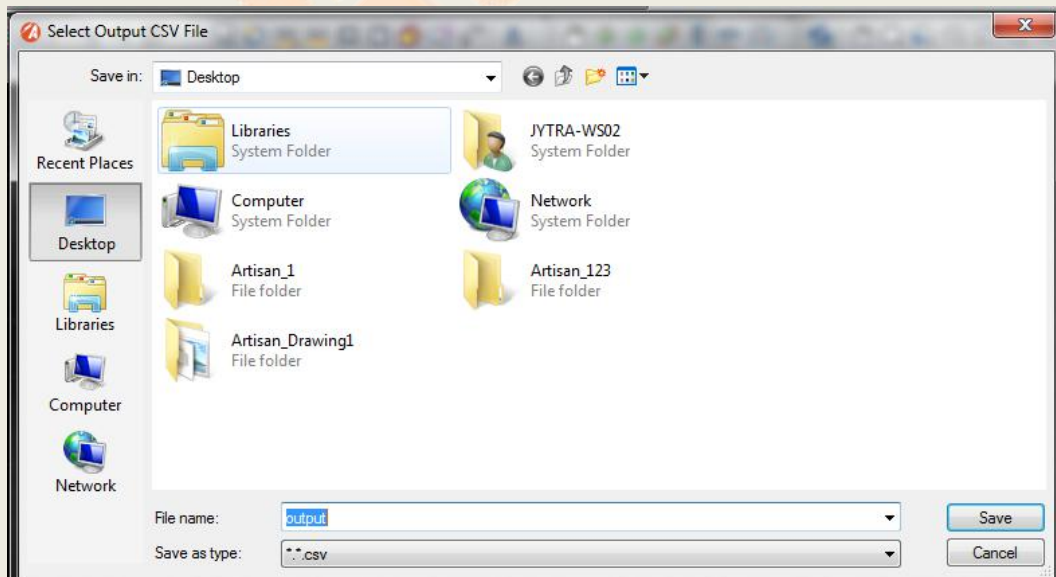 Select Output CSV File
Save in:
Desktop
Recent Places
Desktop
Libraries
Computer
Network
Libraries
System Folder
JYTRA-WS02
System Folder
Computer
System Folder
Network
System Folder
Artisan_1
File folder
Artisan_123
File folder
Artisan_Drawing1
File folder
File name:
output
Save
Save as type:
*.*.csv
Cancel